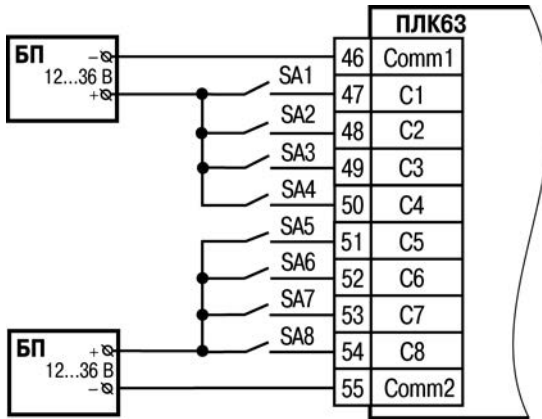 ПЛК63
БП
–
12...36 В
+
SA1
SA2
SA3
SA4
SA5
SA6
SA7
SA8
46 Comm1
47 C1
48 C2
49 C3
50 C4
51 C5
52 C6
53 C7
54 C8
55 Comm2
БП
+
12...36 В
–